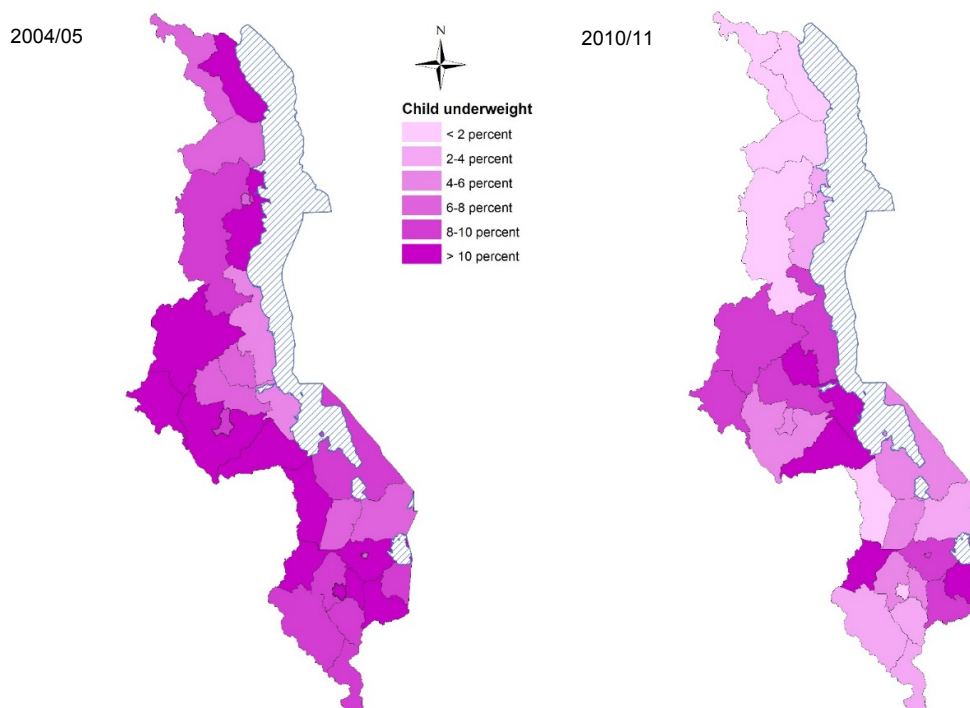 2004/05
N
2010/11
Child underweight
< 2 percent
2-4 percent
4-6 percent
6-8 percent
8-10 percent
> 10 percent